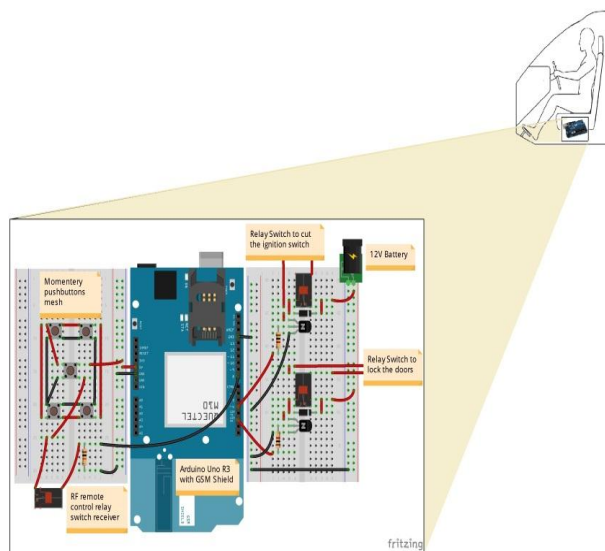 Relay Switch to cut
the ignition switch
12V Battery
Momentery
pushbuttons
mesh
Relay Switch to
lock the doors
QUECTEL
M10
Arduino Uno R3
with GSM Shield
RF remote
control relay
switch receiver
fritzing